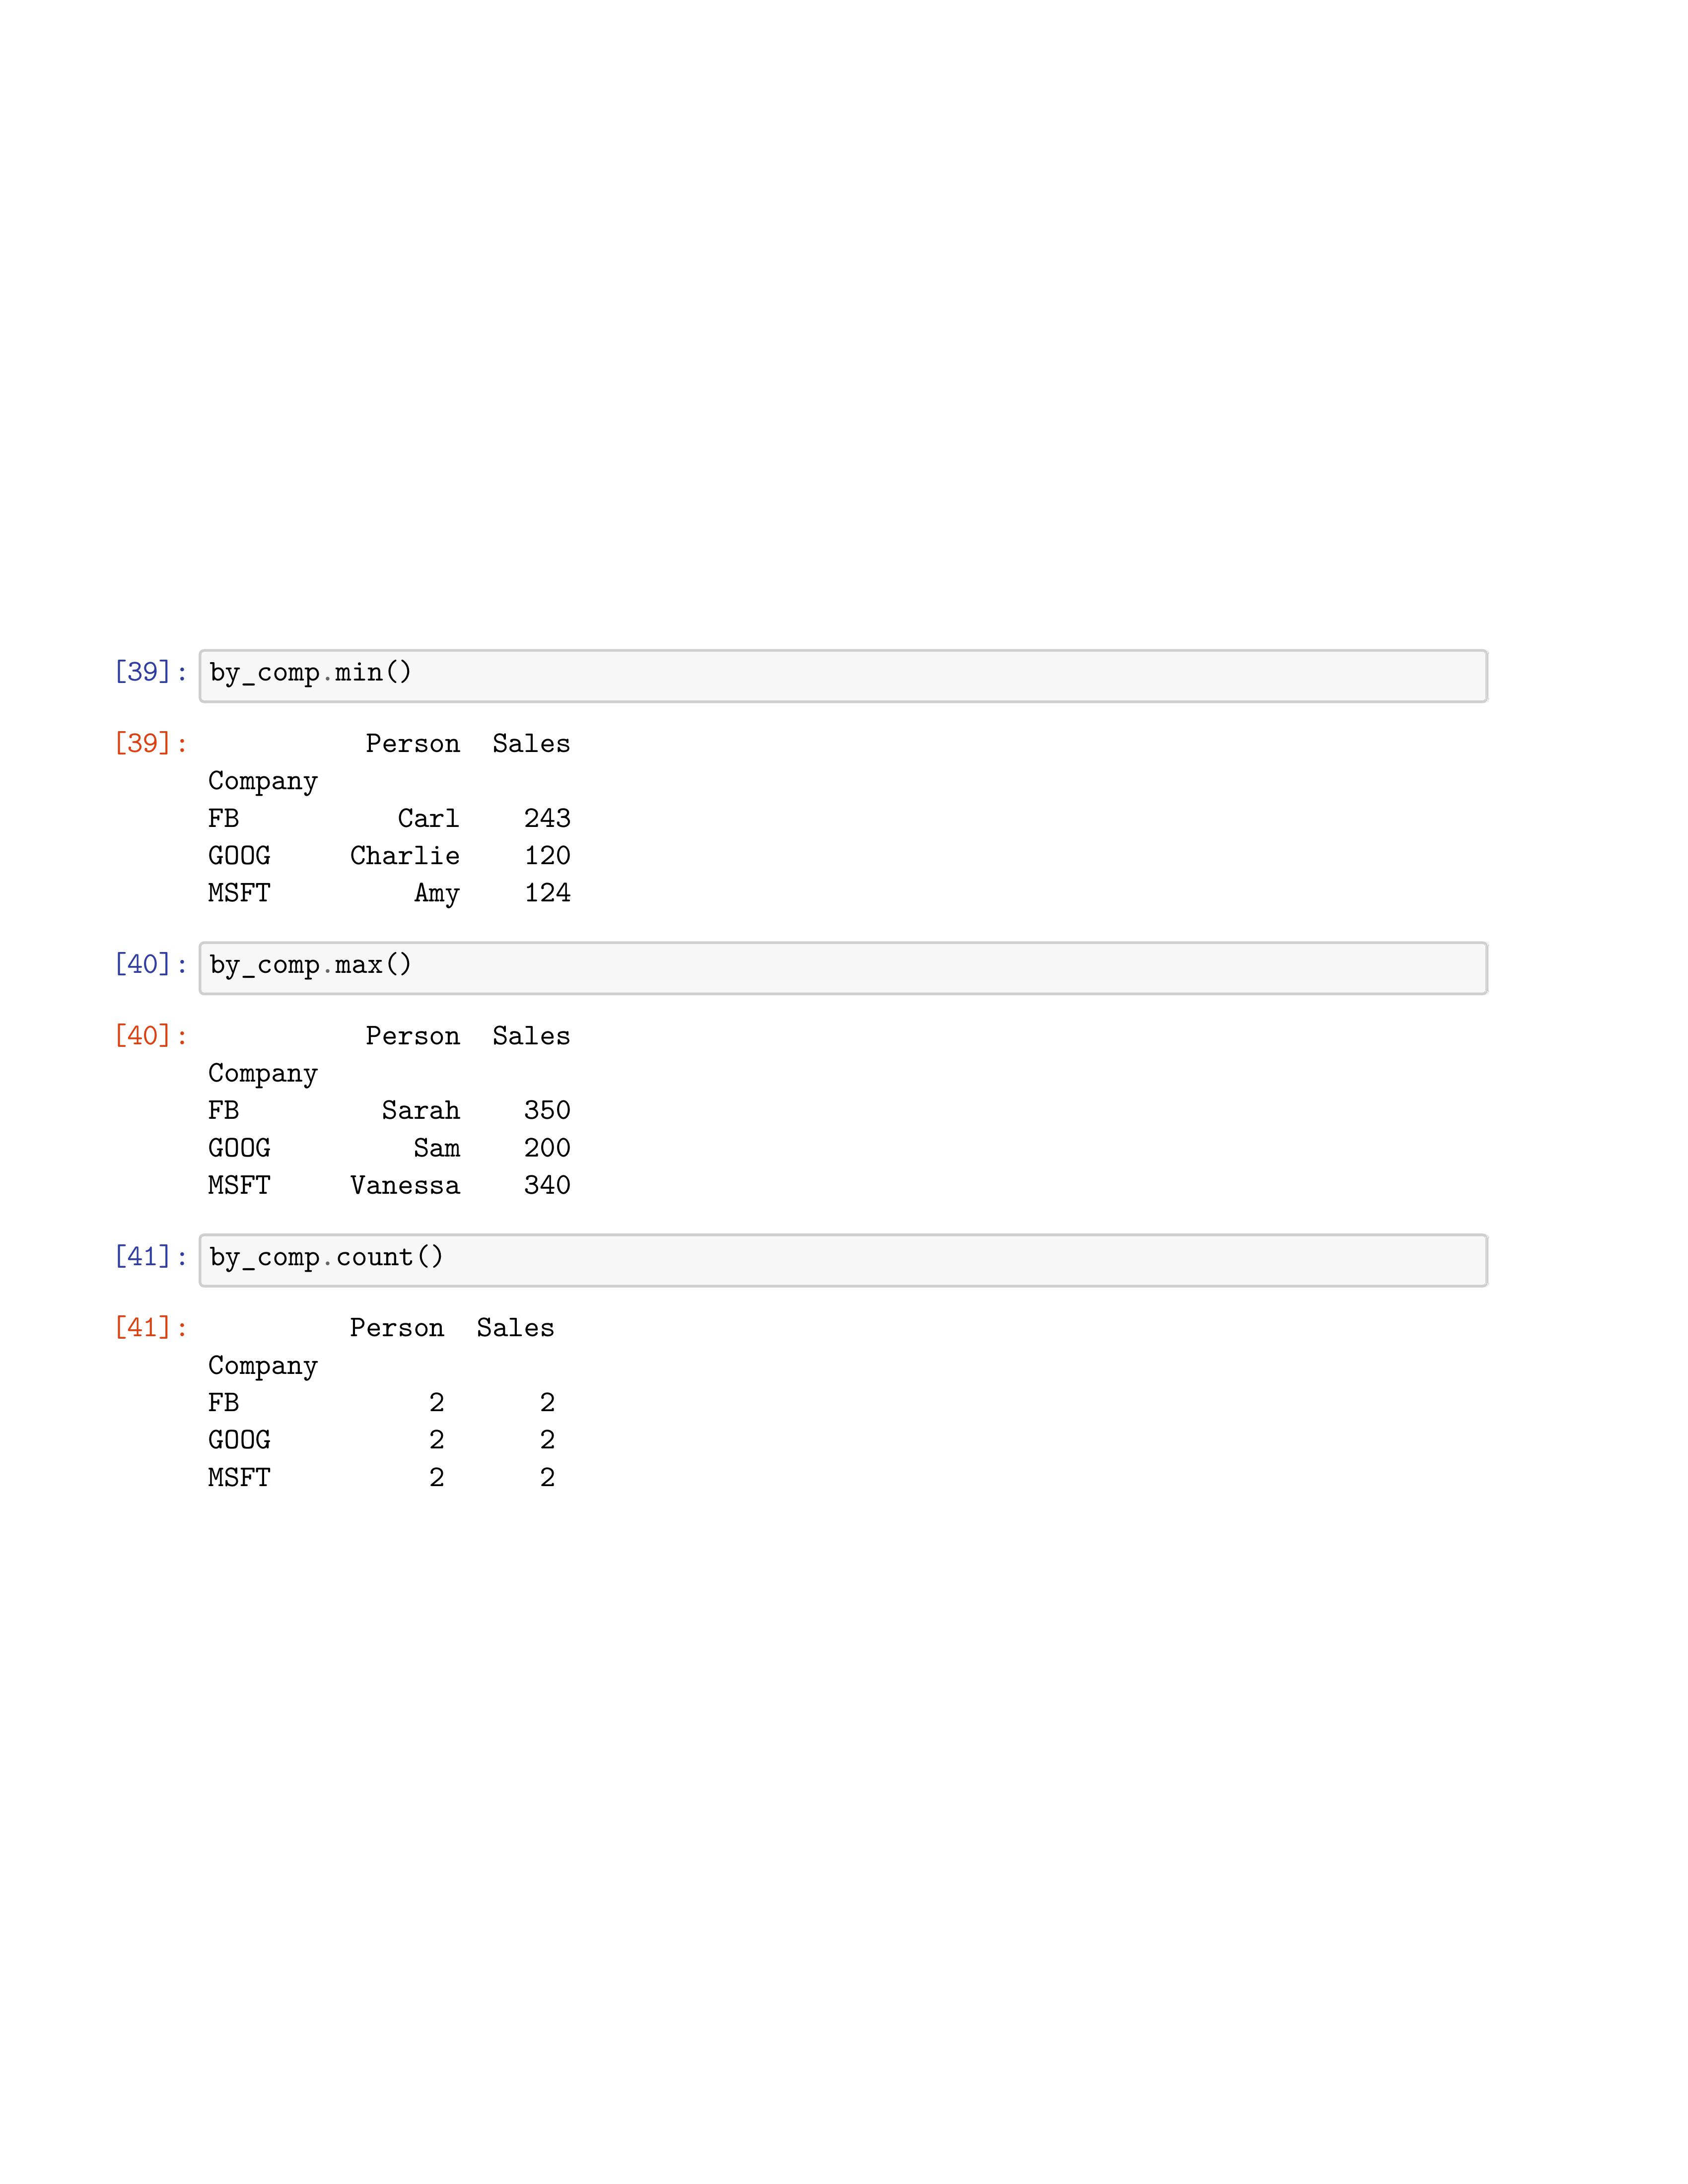 [39]: by_comp.min()
[39]: Person Sales
Company
FB Carl 243
GOOG Charlie 120
MSFT Amy 124
[40]: by_comp.max()
[40]: Person Sales
Company
FB Sarah 350
GOOG Sam 200
MSFT Vanessa 340
[41]: by_comp.count()
[41]: Person Sales
Company
FB 2 2
GOOG 2 2
MSFT 2 2